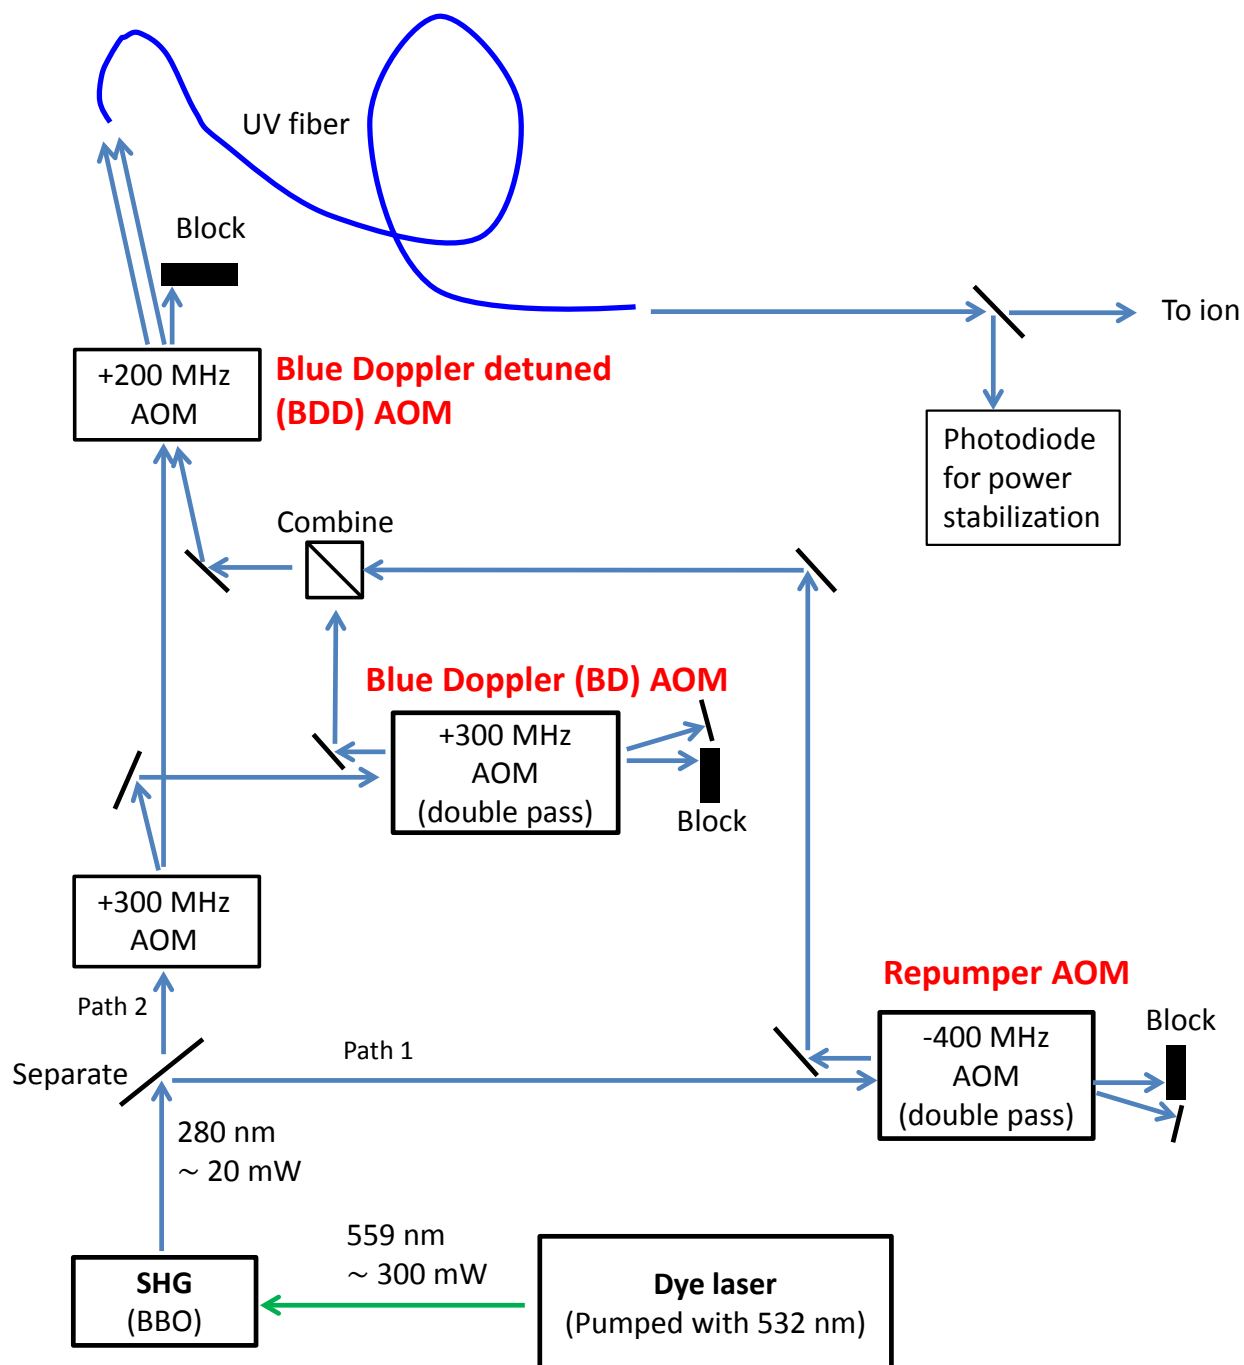 UV fiber
Block
To ion
+200 MHz
AOM
Blue Doppler detuned
(BDD) AOM
Photodiode
for power
stabilization
Combine
Blue Doppler (BD) AOM
+300 MHz
AOM
(double pass)
Block
+300 MHz
AOM
Repumper AOM
Path 2
Block
-400 MHz
AOM
(double pass)
Path 1
Separate
280 nm
~ 20 mW
559 nm
~ 300 mW
SHG
(BBO)
Dye laser
(Pumped with 532 nm)